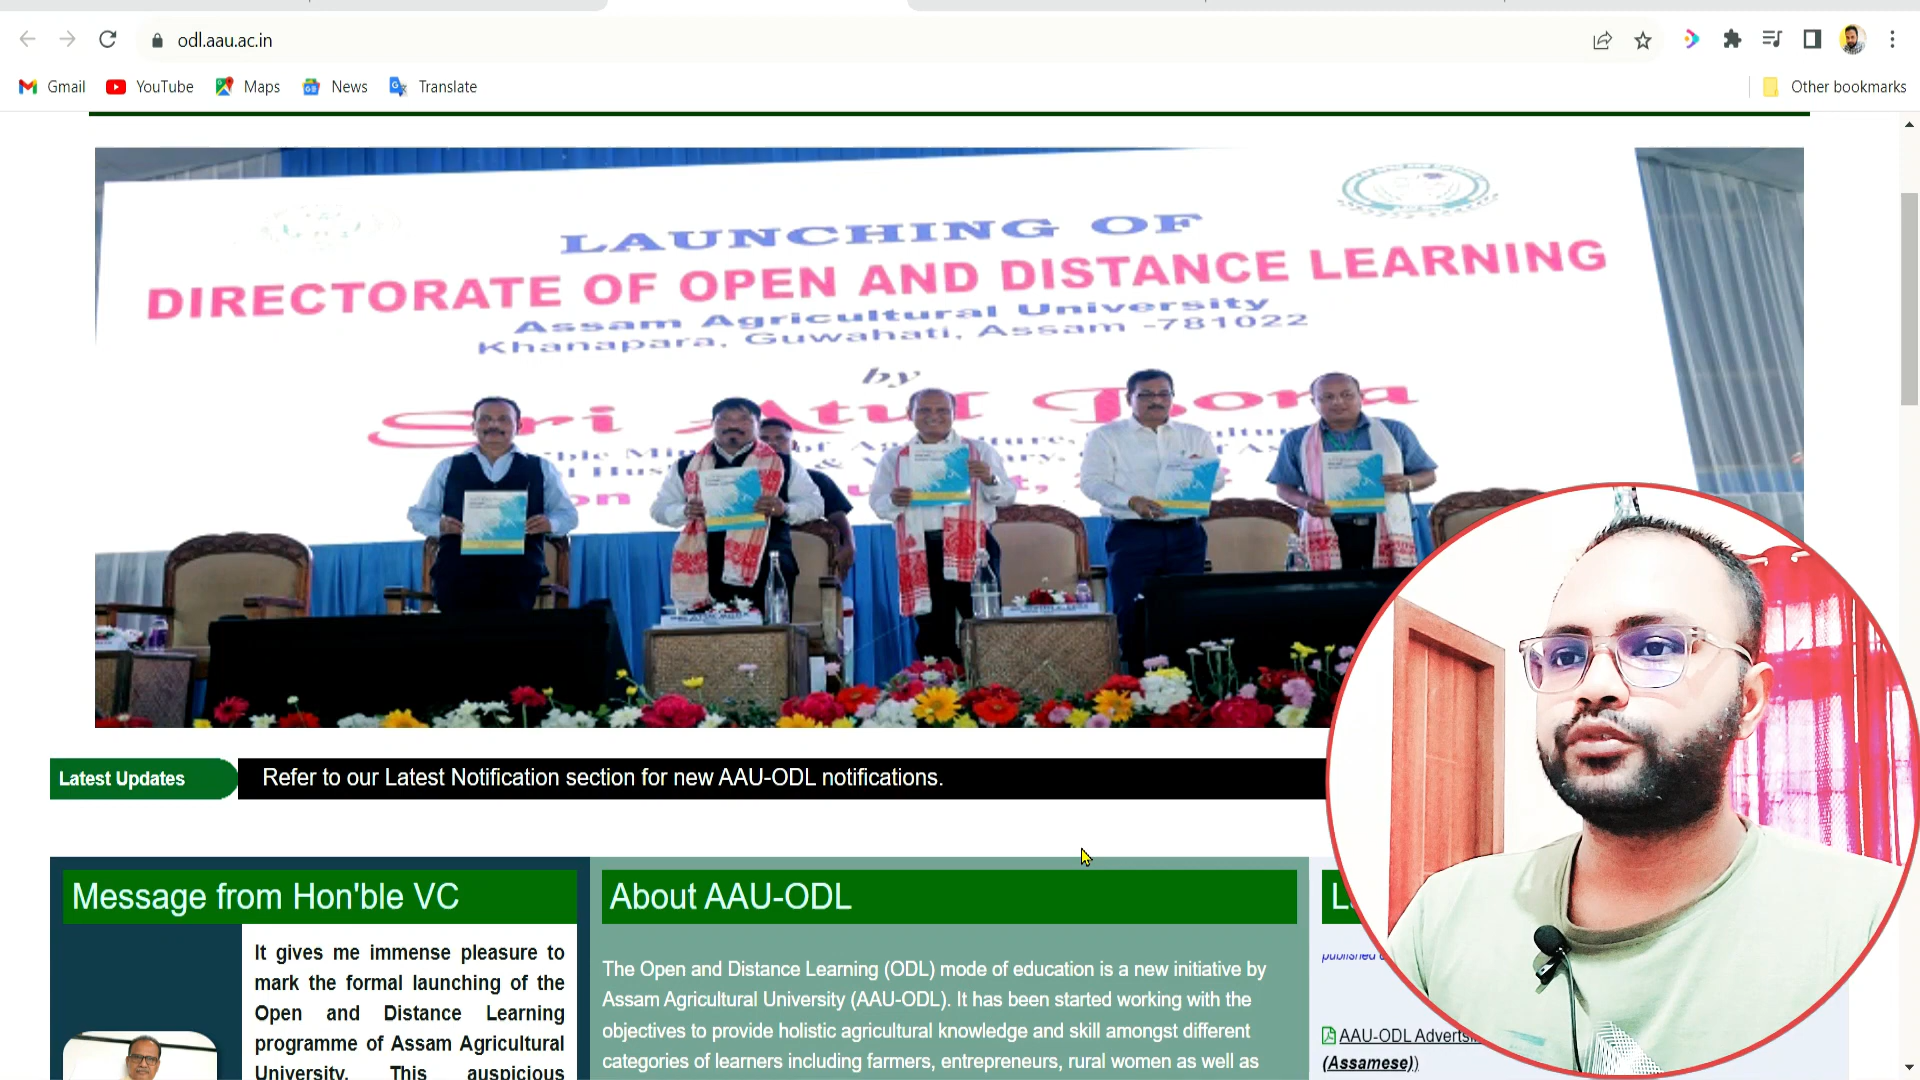 odl.aau.ac.in
Gmail
YouTube
Maps
News
Translate
Other bookmarks
LAUNCHING OF
DIRECTORATE OF OPEN AND DISTANCE LEARNING
Assam Agricultural University
Khanapara, Guwahati, Assam -781022
by
Sri Atul Bora
Latest Updates
Refer to our Latest Notification section for new AAU-ODL notifications.
Message from Hon'ble VC
It gives me immense pleasure to
mark the formal launching of the
Open and Distance Learning
programme of Assam Agricultural
University. This auspicious
About AAU-ODL
The Open and Distance Learning (ODL) mode of education is a new initiative by
Assam Agricultural University (AAU-ODL). It has been started working with the
objectives to provide holistic agricultural knowledge and skill amongst different
categories of learners including farmers, entrepreneurs, rural women as well as
published
AAU-ODL
(Assamese))